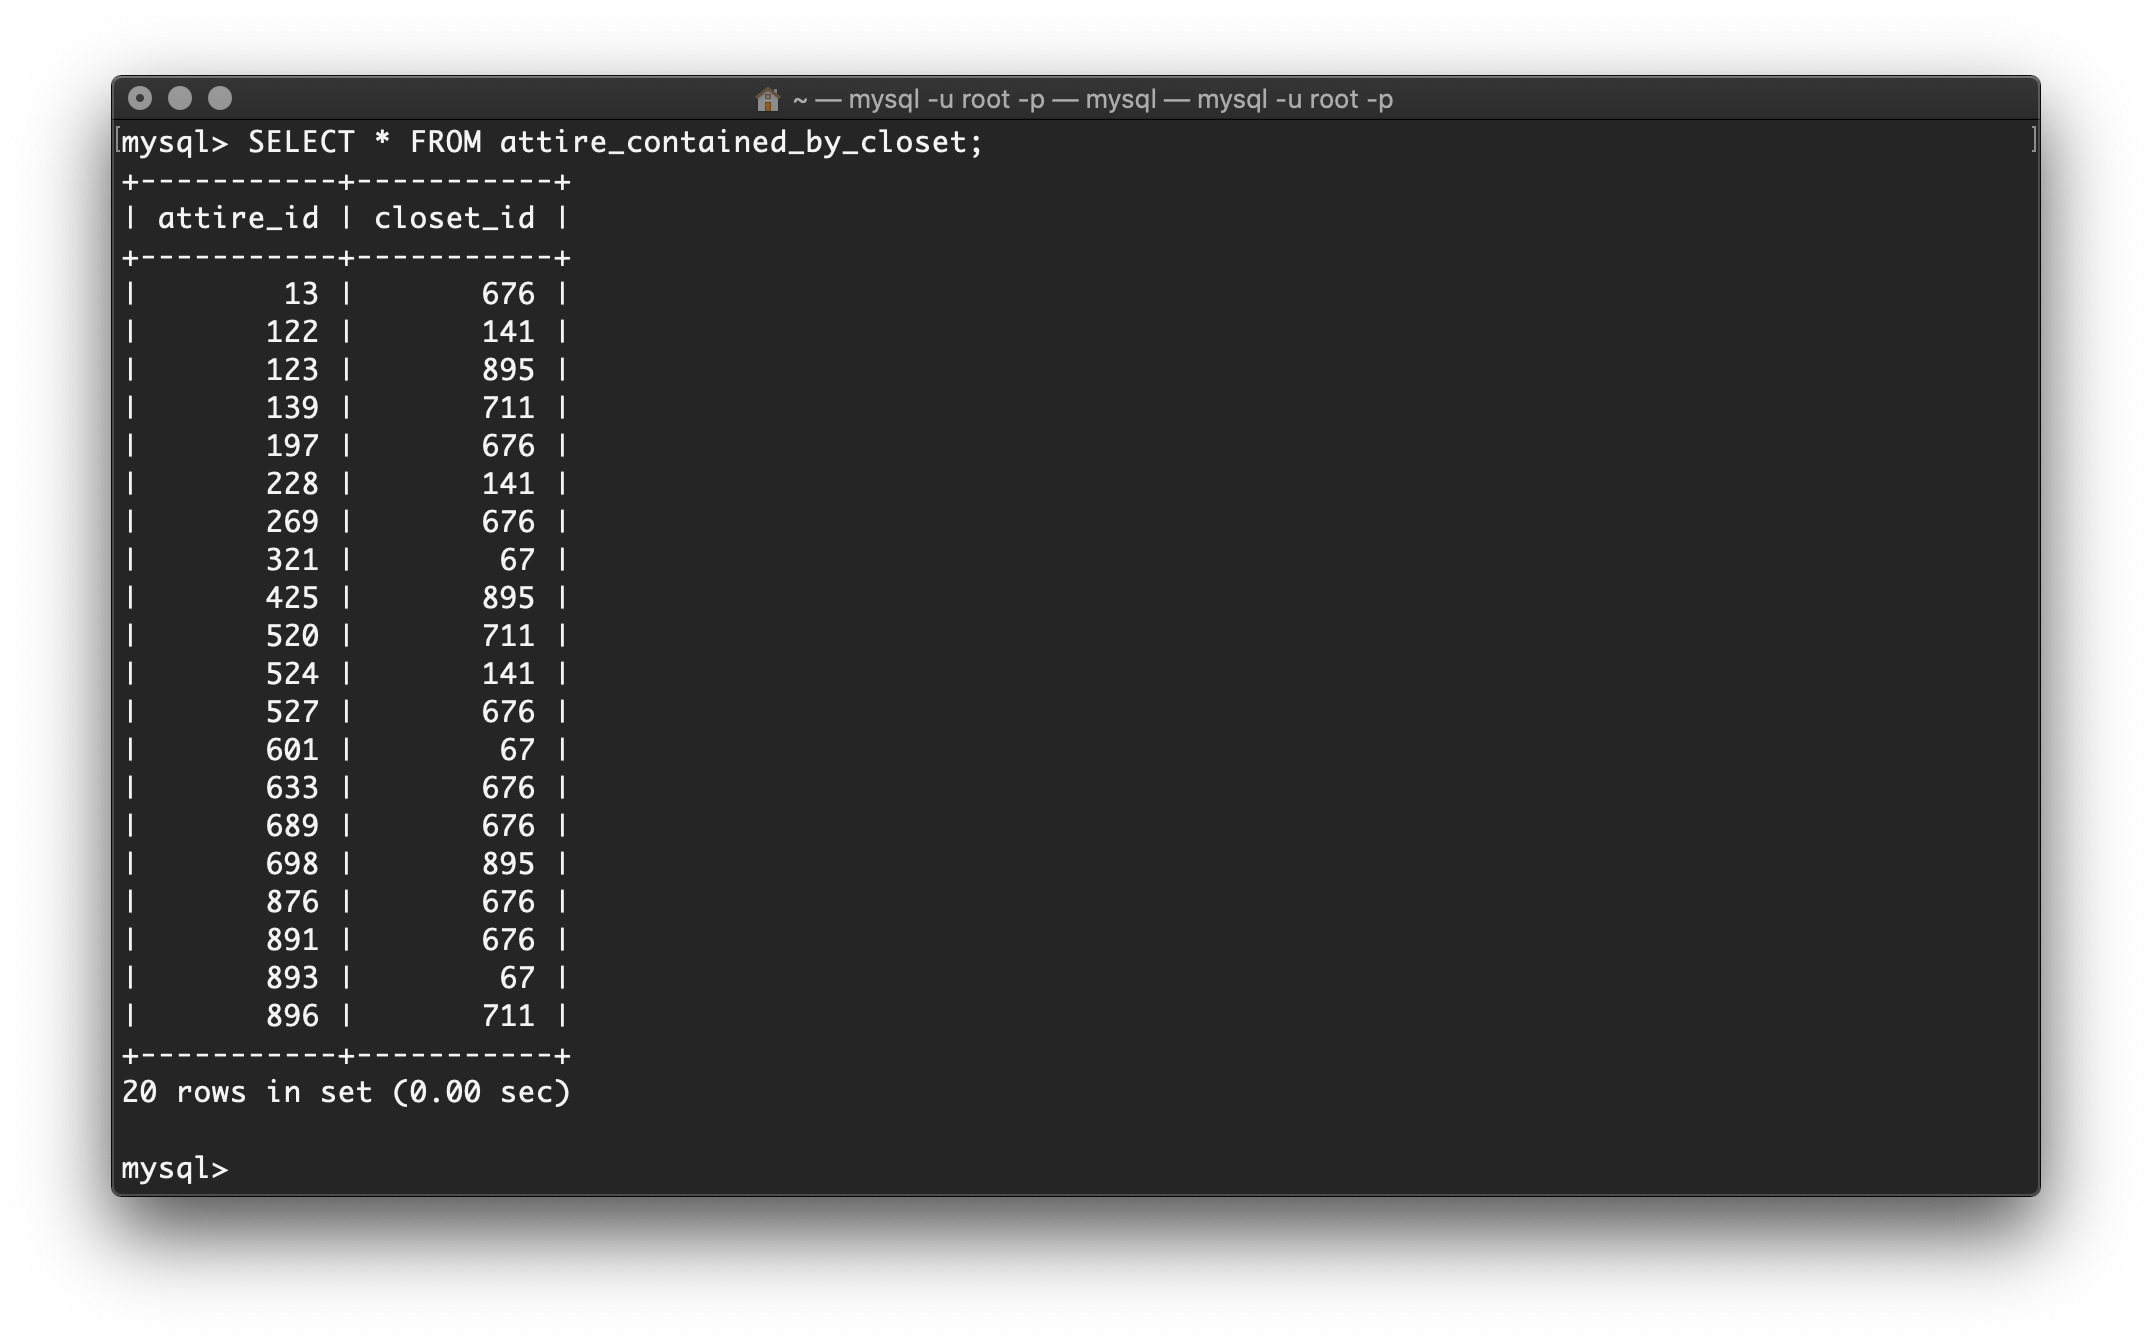 ~ — mysql -u root -p — mysql — mysql -u root -p
mysql> SELECT * FROM attire_contained_by_closet;
+-----------+-----------+
| attire_id | closet_id |
+-----------+-----------+
|        13 |       676 |
|       122 |       141 |
|       123 |       895 |
|       139 |       711 |
|       197 |       676 |
|       228 |       141 |
|       269 |       676 |
|       321 |        67 |
|       425 |       895 |
|       520 |       711 |
|       524 |       141 |
|       527 |       676 |
|       601 |        67 |
|       633 |       676 |
|       689 |       676 |
|       698 |       895 |
|       876 |       676 |
|       891 |       676 |
|       893 |        67 |
|       896 |       711 |
+-----------+-----------+
20 rows in set (0.00 sec)
mysql>